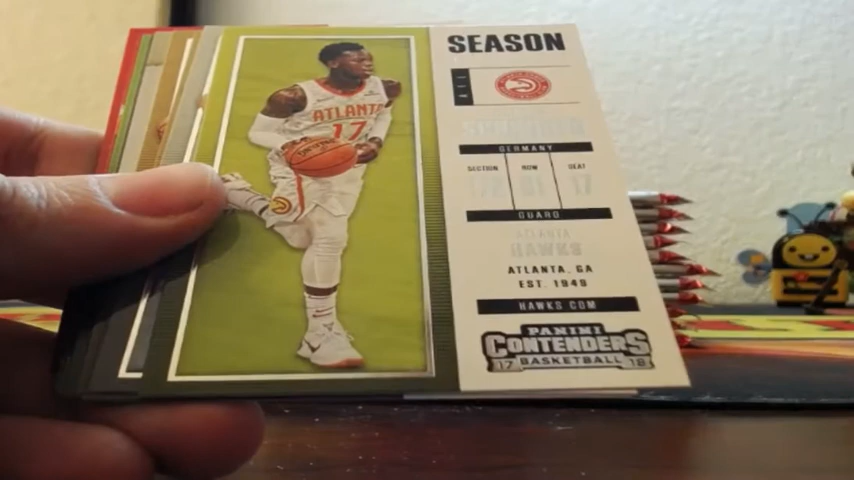 SEASON
ATLANTA
17
GERMANY
SECTION ROW SEAT
17
GUARD
ATLANTA
HAWKS
ATLANTA, GA
EST. 1949
HAWKS.COM
PANINI
CONTENDERS
17 BASKETBALL 18